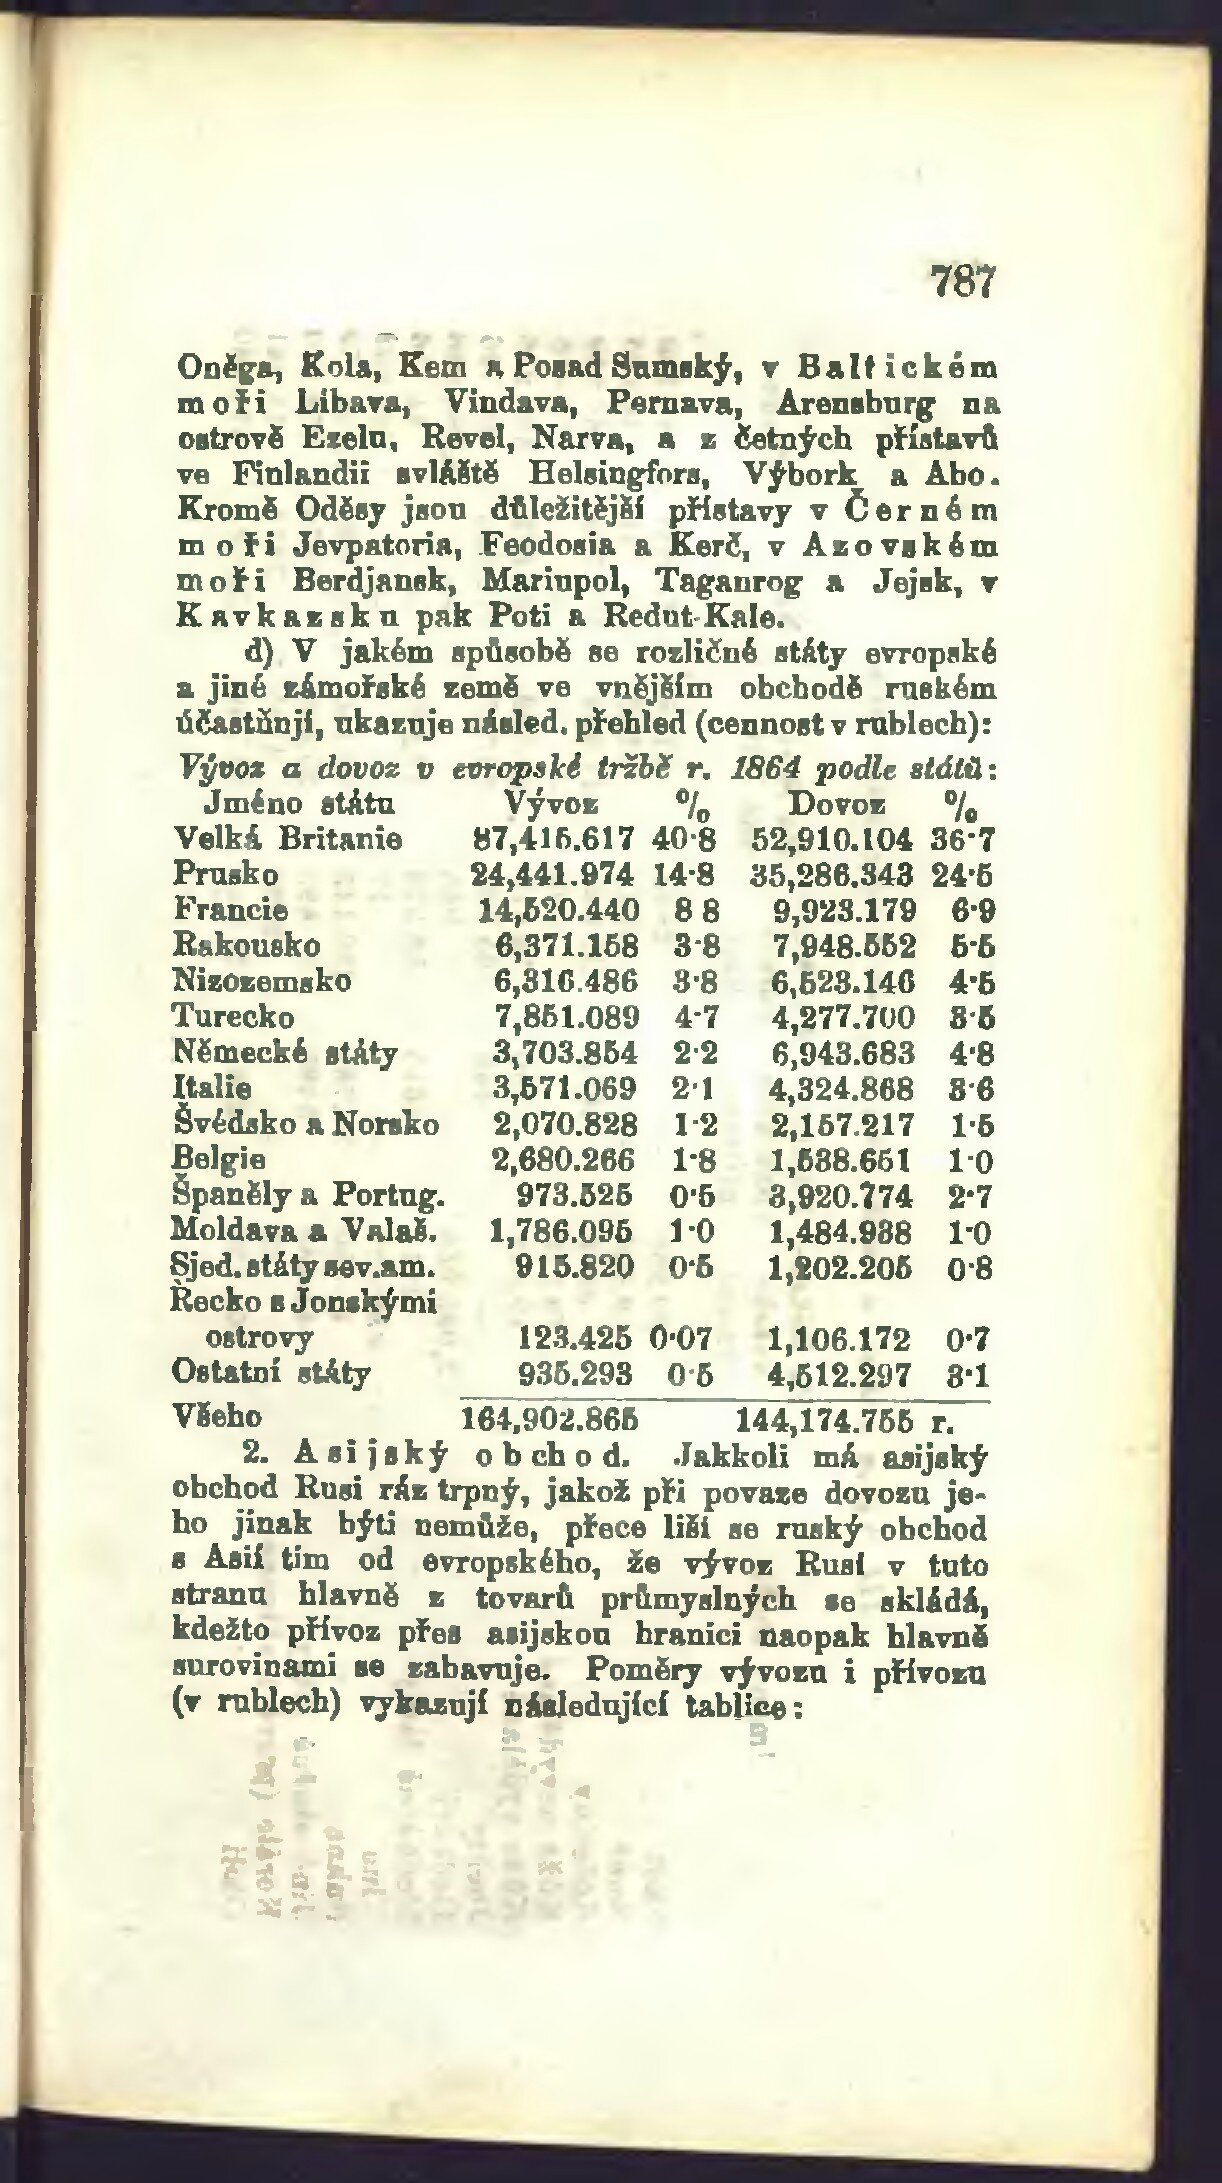 787
Oněga, Kola, Kem a Posad Sumský, v Baltickém
moři Libava, Vindava, Pernava, Arensburg na
ostrově Ezelu, Revel, Narva, a z četných přístavů
ve Finlandii svláště Helsingfors, Výbork a Abo.
Kromě Oděsy jsou důležitější přístavy v Černém
moři Jevpatoria, Feodosia a Kerč, v Azovském
moři Berdjansk, Mariupol, Taganrog a Jejsk, v
Kavkazsku pak Poti a Redut-Kale.
d) V jakém spůsobě se rozličné státy evropské
a jiné zámořské země ve vnějším obchodě ruském
účastňují, ukazuje násled. přehled (cennost v rublech):
Vývoz a dovoz v evropské tržbě r. 1864 podle států:
Jméno státu Vývoz % Dovoz %
Velká Britanie 87,415.617 40·8 52,910.104 36·7
Prusko 24,441.974 14·8 35,286.343 24·5
Francie 14,520.440 8 8 9,923.179 6·9
Rakousko 6,371.158 3·8 7,948.552 5·5
Nizozemsko 6,316.486 3·8 6,523.146 4·5
Turecko 7,851.089 4·7 4,277.700 3·5
Německé státy 3,703.854 2·2 6,943.683 4·8
Italie 3,571.069 2·1 4,324.868 3·6
Švédsko a Norsko 2,070.828 1·2 2,157.217 1·5
Belgie 2,680.266 1·8 1,538.651 1·0
Španěly a Portug. 973.525 0·5 3,920.774 2·7
Moldava a Valaš. 1,786.095 1·0 1,484.938 1·0
Sjed. státy sev.am. 915.820 0·5 1,202.205 0·8
Řecko s Jonskými
ostrovy 123.425 0·07 1,106.172 0·7
Ostatní státy 935.293 0·5 4,512.297 3·1
Všeho 164,902.865 144,174.755 r.
2. Asijský obchod. Jakkoli má asijský
obchod Rusi ráz trpný, jakož při povaze dovozu je-
ho jinak býti nemůže, přece liší se ruský obchod
s Asií tím od evropského, že vývoz Rusí v tuto
stranu hlavně z tovarů průmyslných se skládá,
kdežto přívoz přes asijskou hranici naopak hlavně
surovinami se zabavuje. Poměry vývozu i přívozu
(v rublech) vykazují následující tablice: